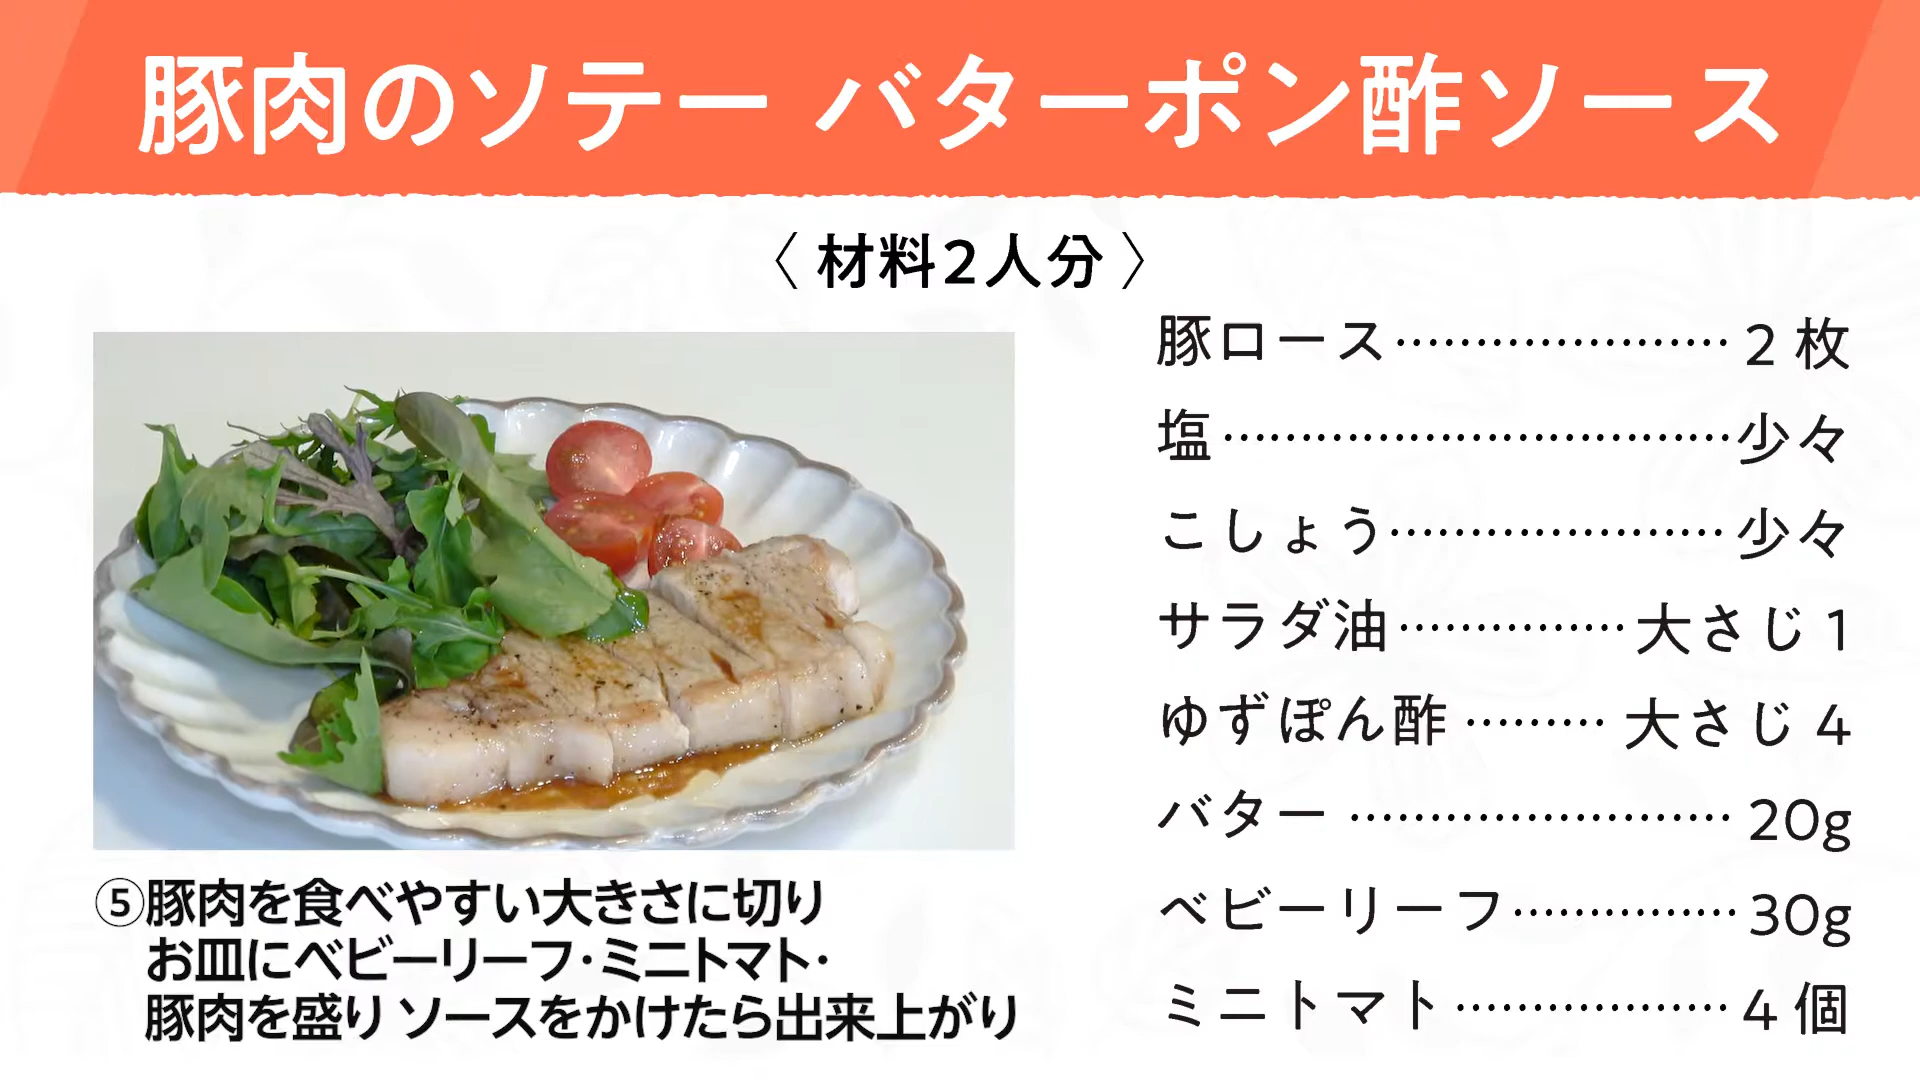 豚肉のソテー バターポン酢ソース
〈 材料2人分 〉
豚ロース…………………2 枚
塩……………………………少々
こしょう…………………少々
サラダ油……………大さじ 1
ゆずぽん酢 ……… 大さじ 4
バター …………………… 20g
ベビーリーフ……………30g
ミニトマト………………4 個
⑤豚肉を食べやすい大きさに切り
お皿にベビーリーフ・ミニトマト・
豚肉を盛り ソースをかけたら出来上がり